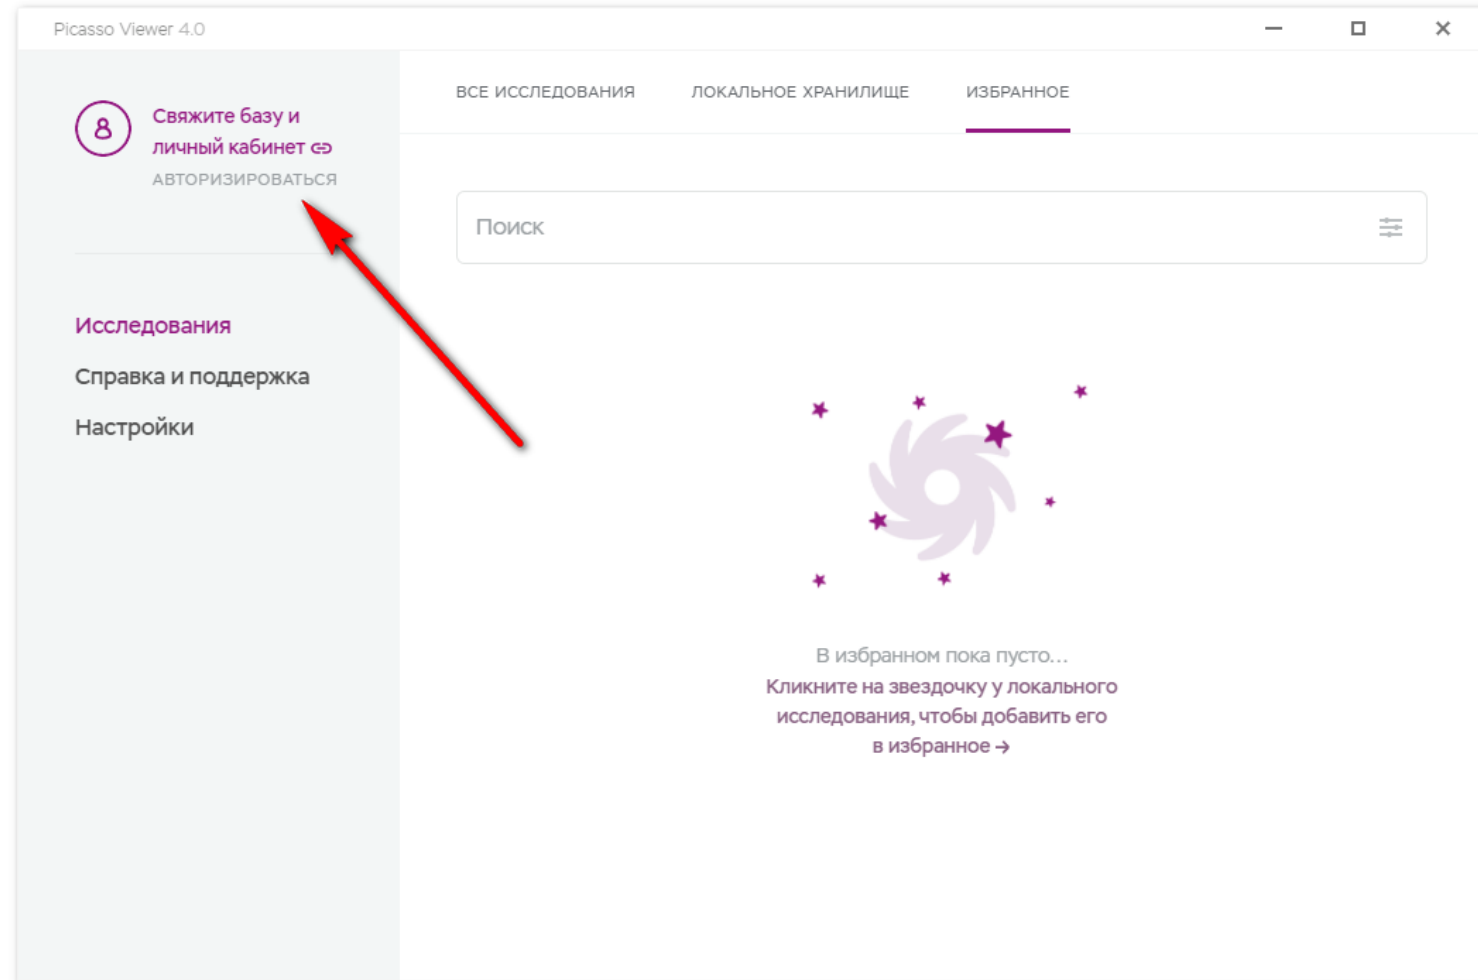 Picasso Viewer 4.0
Свяжите базу и
личный кабинет
АВТОРИЗИРОВАТЬСЯ
Исследования
Справка и поддержка
Настройки
ВСЕ ИССЛЕДОВАНИЯ ЛОКАЛЬНОЕ ХРАНИЛИЩЕ ИЗБРАННОЕ
Поиск
В избранном пока пусто...
Кликните на звездочку у локального
исследования, чтобы добавить его
в избранное →